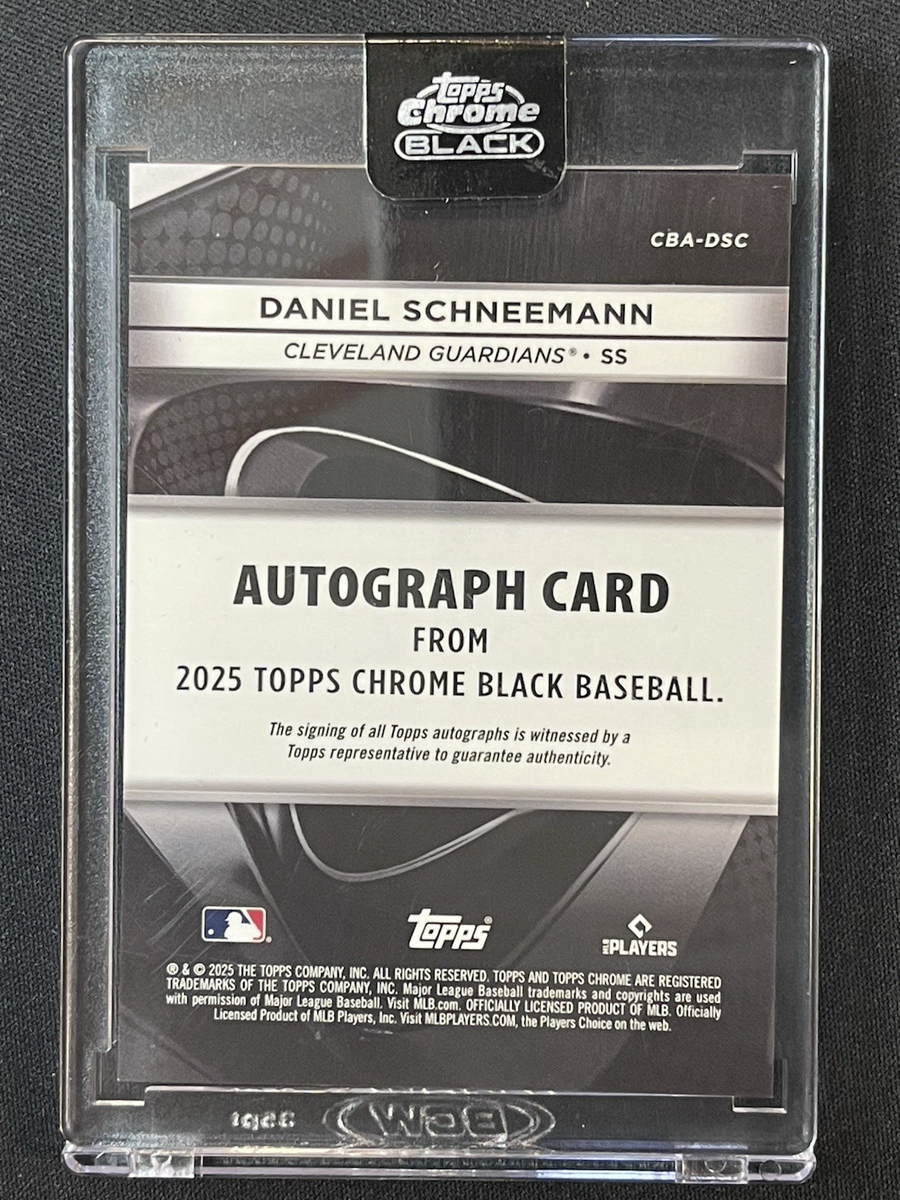 Topps
Chrome
BLACK
CBA-DSC
DANIEL SCHNEEMANN
CLEVELAND GUARDIANS® • SS
AUTOGRAPH CARD
FROM
2025 TOPPS CHROME BLACK BASEBALL.
The signing of all Topps autographs is witnessed by a
Topps representative to guarantee authenticity.
Topps®
MLB PLAYERS
® & © 2025 THE TOPPS COMPANY, INC. ALL RIGHTS RESERVED. TOPPS AND TOPPS CHROME ARE REGISTERED
TRADEMARKS OF THE TOPPS COMPANY, INC. Major League Baseball trademarks and copyrights are used
with permission of Major League Baseball. Visit MLB.com. OFFICIALLY LICENSED PRODUCT OF MLB. Officially
Licensed Product of MLB Players, Inc. Visit MLBPLAYERS.COM, the Players Choice on the web.
BCW